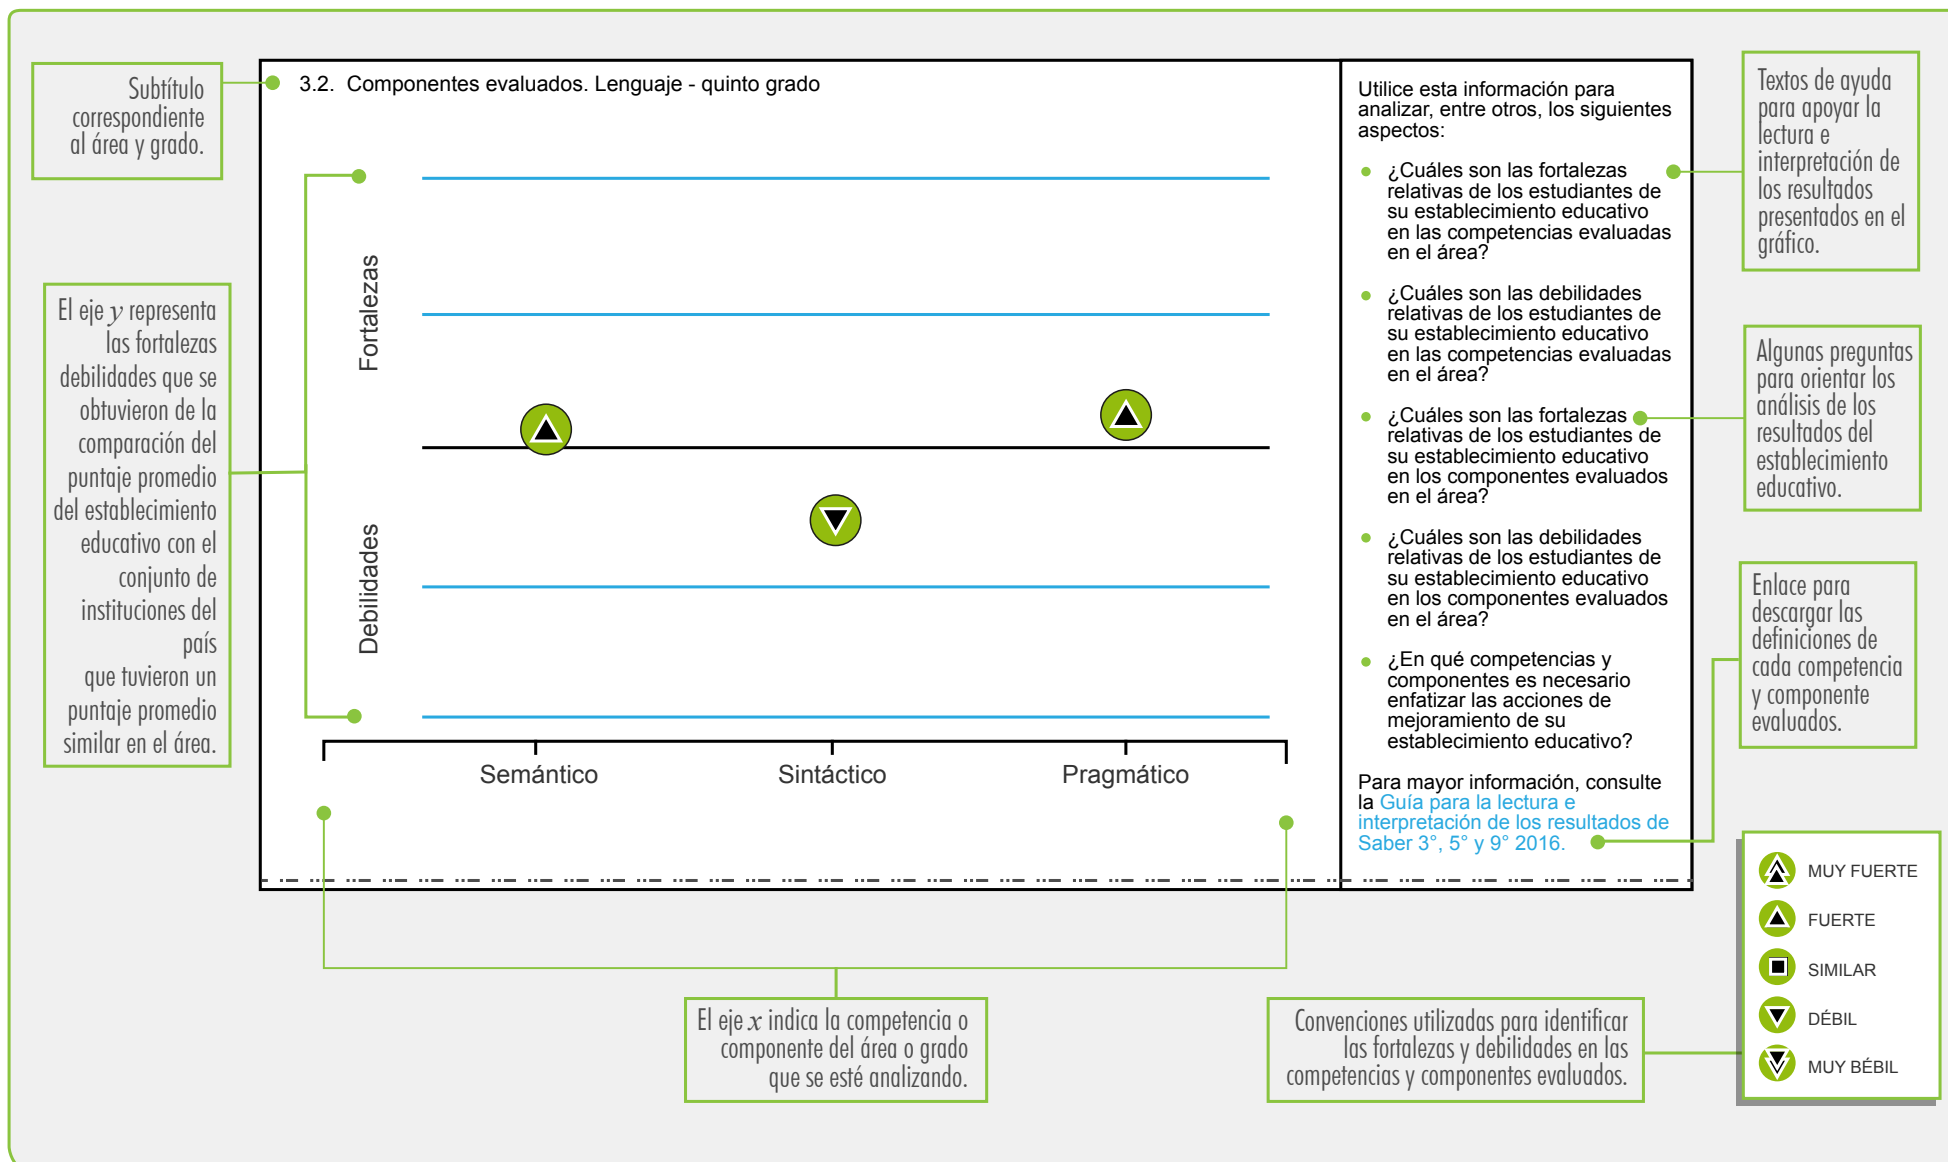 Subtítulo
correspondiente
al área y grado.
3.2. Componentes evaluados. Lenguaje - quinto grado
Fortalezas
Debilidades
Semántico
Sintáctico
Pragmático
El eje y representa
las fortalezas
debilidades que se
obtuvieron de la
comparación del
puntaje promedio
del establecimiento
educativo con el
conjunto de
instituciones del
país
que tuvieron un
puntaje promedio
similar en el área.
Utilice esta información para
analizar, entre otros, los siguientes
aspectos:
• ¿Cuáles son las fortalezas
relativas de los estudiantes de
su establecimiento educativo
en las competencias evaluadas
en el área?
• ¿Cuáles son las debilidades
relativas de los estudiantes de
su establecimiento educativo
en las competencias evaluadas
en el área?
• ¿Cuáles son las fortalezas
relativas de los estudiantes de
su establecimiento educativo
en los componentes evaluados
en el área?
• ¿Cuáles son las debilidades
relativas de los estudiantes de
su establecimiento educativo
en los componentes evaluados
en el área?
• ¿En qué competencias y
componentes es necesario
enfatizar las acciones de
mejoramiento de su
establecimiento educativo?
Para mayor información, consulte
la Guía para la lectura e
interpretación de los resultados de
Saber 3°, 5° y 9° 2016.
Textos de ayuda
para apoyar la
lectura e
interpretación de
los resultados
presentados en el
gráfico.
Algunas preguntas
para orientar los
análisis de los
resultados del
establecimiento
educativo.
Enlace para
descargar las
definiciones de
cada competencia
y componente
evaluados.
El eje x indica la competencia o
componente del área o grado
que se esté analizando.
Convenciones utilizadas para identificar
las fortalezas y debilidades en las
competencias y componentes evaluados.
MUY FUERTE
FUERTE
SIMILAR
DÉBIL
MUY BÉBIL